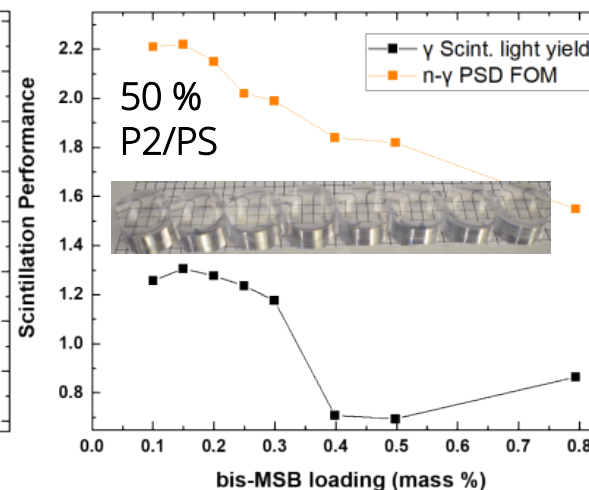 γ Scint. light yield
n-γ PSD FOM
50 %
P2/PS
Scintillation Performance
2.2
2.0
1.8
1.6
1.4
1.2
1.0
0.8
0.0 0.1 0.2 0.3 0.4 0.5 0.6 0.7 0.8
bis-MSB loading (mass %)